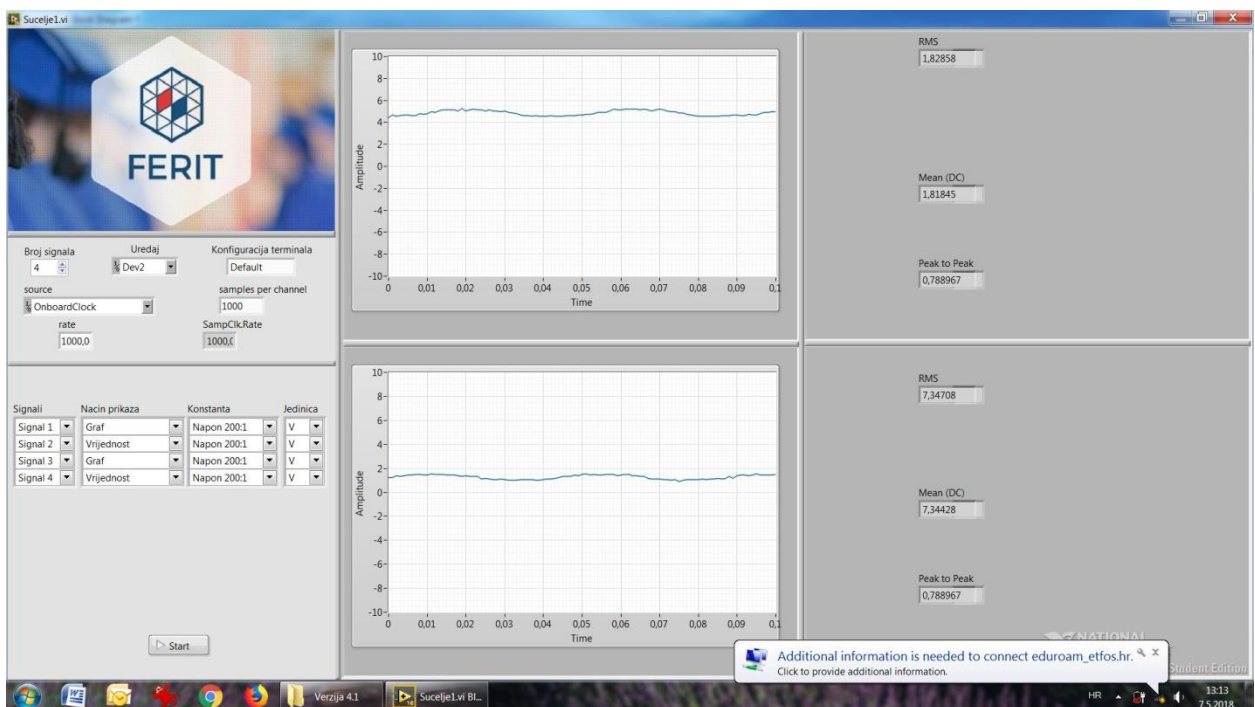 Sucelje1.vi
FERIT
Broj signala
Uređaj
Konfiguracija terminala
4
Dev2
Default
source
samples per channel
OnboardClock
1000
rate
SampClk.Rate
1000,0
1000,(
Signali
Nacin prikaza
Konstanta
Jedinica
Signal 1
Graf
Napon 200:1
V
Signal 2
Vrijednost
Napon 200:1
V
Signal 3
Graf
Napon 200:1
V
Signal 4
Vrijednost
Napon 200:1
V
Start
10
8
6
4
2
0
-2
-4
-6
-8
-10
Amplitude
0 0,01 0,02 0,03 0,04 0,05 0,06 0,07 0,08 0,09 0,1
Time
RMS
1,82858
Mean (DC)
1,81845
Peak to Peak
0,788967
10
8
6
4
2
0
-2
-4
-6
-8
-10
Amplitude
0 0,01 0,02 0,03 0,04 0,05 0,06 0,07 0,08 0,09 0,1
Time
RMS
7,34708
Mean (DC)
7,34428
Peak to Peak
0,788967
NATIONAL
Student Edition
Additional information is needed to connect eduroam_etfos.hr.
Click to provide additional information.
Verzija 4.1
Sucelje1.vi Bl...
HR
13:13
7.5.2018